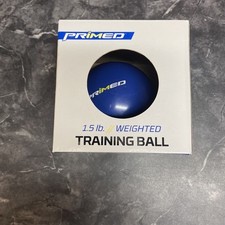 PRIMED
PRIMED
1.5 lb. WEIGHTED
TRAINING BALL